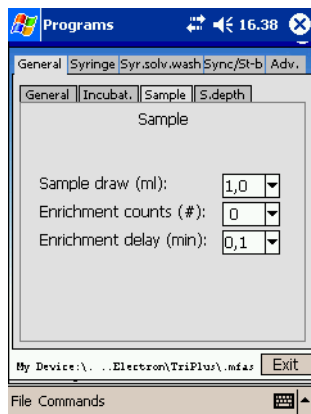 Programs 16.38
General Syringe Syr.solv.wash Sync/St-b Adv.
General Incubat. Sample S.depth
Sample
Sample draw (ml): 1,0
Enrichment counts (#): 0
Enrichment delay (min): 0,1
My Device:\. ..Electron\TriPlus\.mfas Exit
File Commands